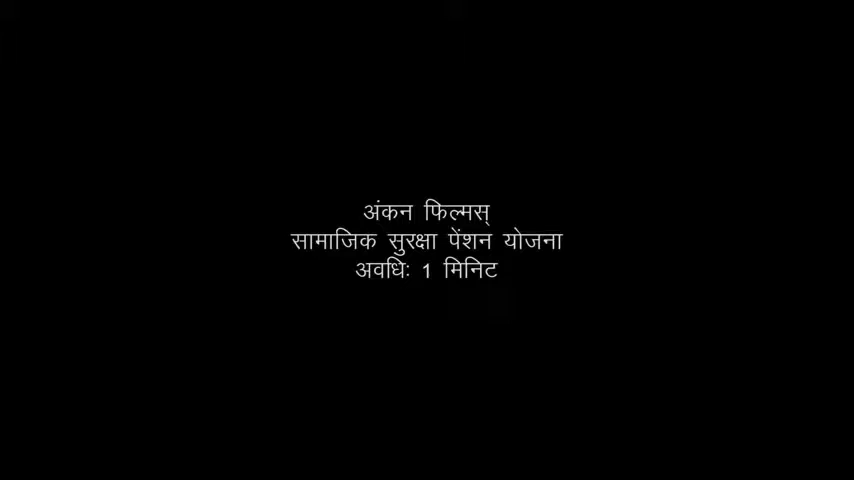 अंकन फिल्मस्
सामाजिक सुरक्षा पेंशन योजना
अवधिः 1 मिनिट